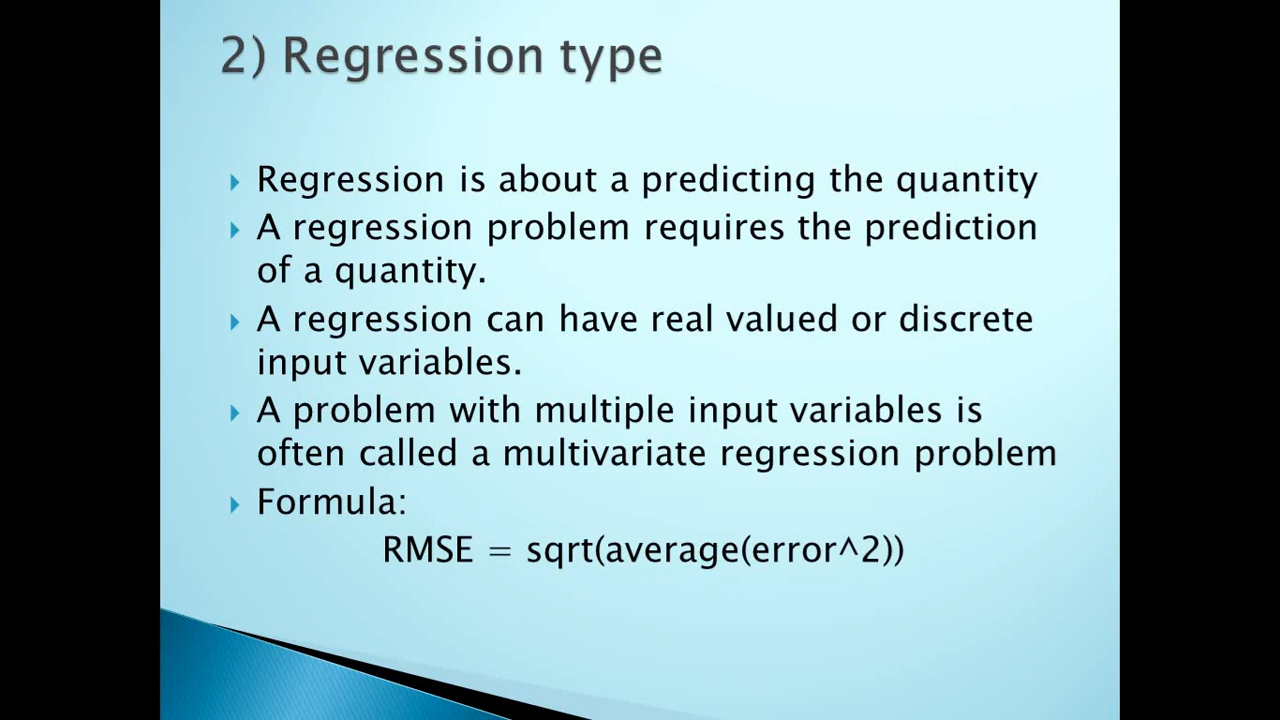 2) Regression type
Regression is about a predicting the quantity
A regression problem requires the prediction
of a quantity.
A regression can have real valued or discrete
input variables.
A problem with multiple input variables is
often called a multivariate regression problem
Formula:
RMSE = sqrt(average(error^2))